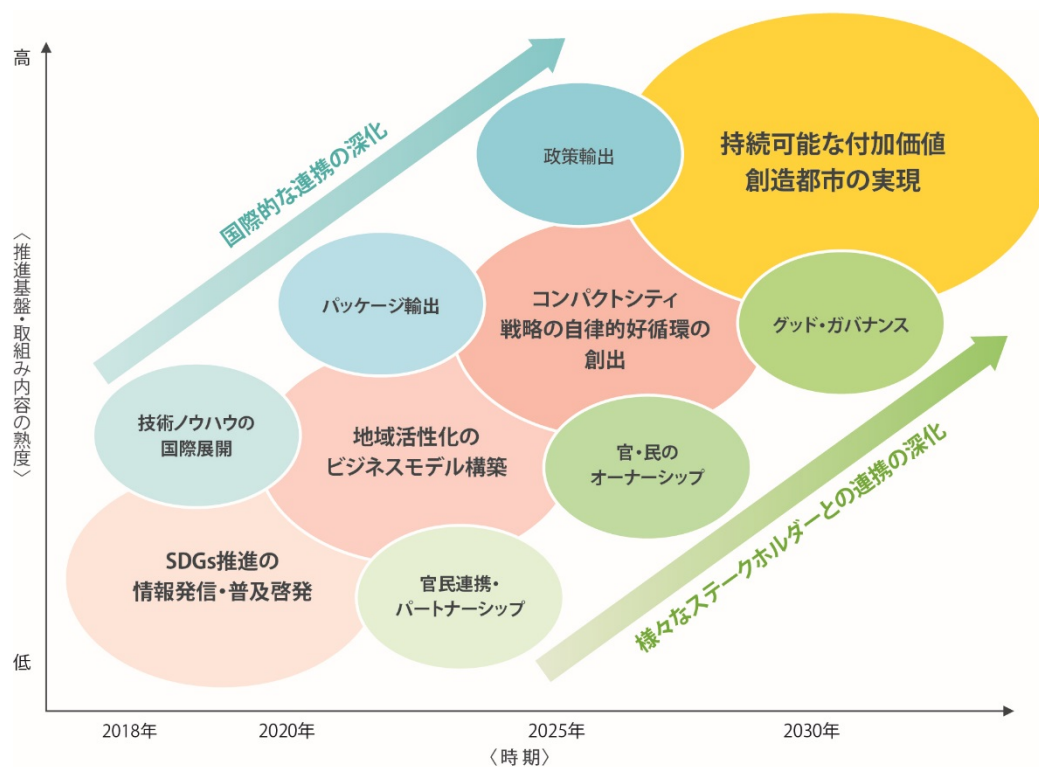 高
国際的な連携の深化
政策輸出
持続可能な付加価値
創造都市の実現
〈推進基盤・取組み内容の熟度〉
パッケージ輸出
コンパクトシティ
戦略の自律的好循環の
創出
グッド・ガバナンス
技術ノウハウの
国際展開
地域活性化の
ビジネスモデル構築
官・民の
オーナーシップ
様々なステークホルダーとの連携の深化
SDGs推進の
情報発信・普及啓発
官民連携・
パートナーシップ
低
2018年
2020年
2025年
2030年
〈時期〉